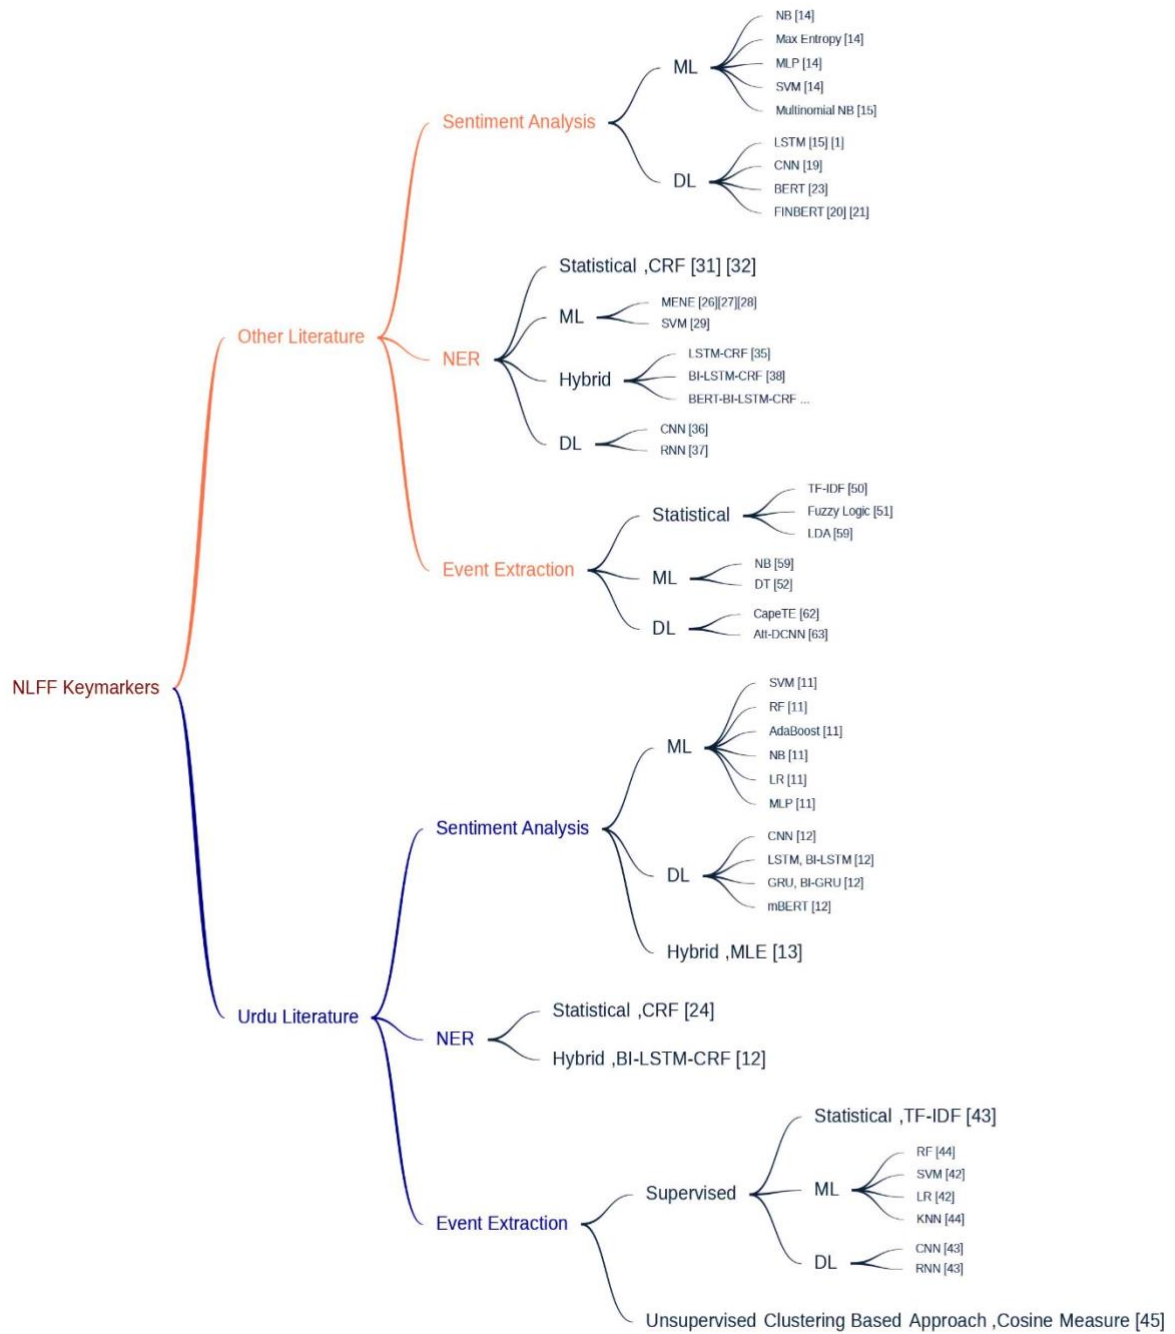 NLFF Keymarkers
Other Literature
Sentiment Analysis
ML
NB [14]
Max Entropy [14]
MLP [14]
SVM [14]
Multinomial NB [15]
DL
LSTM [15] [1]
CNN [19]
BERT [23]
FINBERT [20] [21]
NER
Statistical ,CRF [31] [32]
ML
MENE [26][27][28]
SVM [29]
Hybrid
LSTM-CRF [35]
BI-LSTM-CRF [38]
BERT-BI-LSTM-CRF ...
DL
CNN [36]
RNN [37]
Event Extraction
Statistical
TF-IDF [50]
Fuzzy Logic [51]
LDA [59]
ML
NB [59]
DT [52]
DL
CapeTE [62]
Att-DCNN [63]
Urdu Literature
Sentiment Analysis
ML
SVM [11]
RF [11]
AdaBoost [11]
NB [11]
LR [11]
MLP [11]
DL
CNN [12]
LSTM, BI-LSTM [12]
GRU, BI-GRU [12]
mBERT [12]
Hybrid ,MLE [13]
NER
Statistical ,CRF [24]
Hybrid ,BI-LSTM-CRF [12]
Event Extraction
Supervised
Statistical ,TF-IDF [43]
ML
RF [44]
SVM [42]
LR [42]
KNN [44]
DL
CNN [43]
RNN [43]
Unsupervised Clustering Based Approach ,Cosine Measure [45]